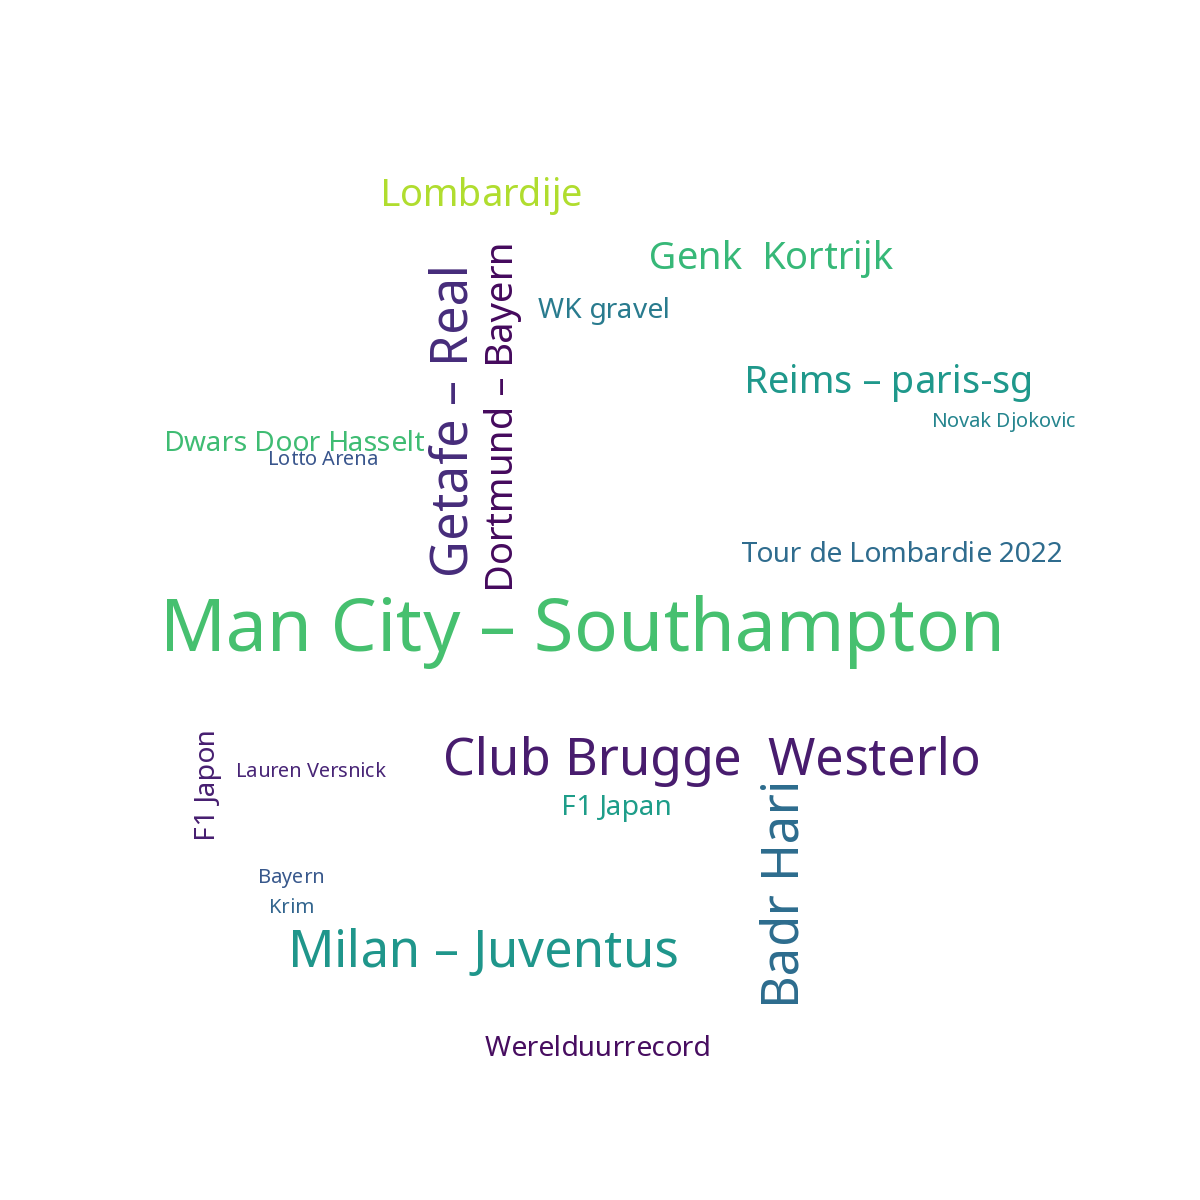 Lombardije
Genk  Kortrijk
Getafe – Real
Dortmund – Bayern
WK gravel
Reims – paris-sg
Novak Djokovic
Dwars Door Hasselt
Lotto Arena
Tour de Lombardie 2022
Man City – Southampton
F1 Japon
Lauren Versnick
Club Brugge  Westerlo
F1 Japan
Badr Hari
Bayern
Krim
Milan – Juventus
Werelduurrecord